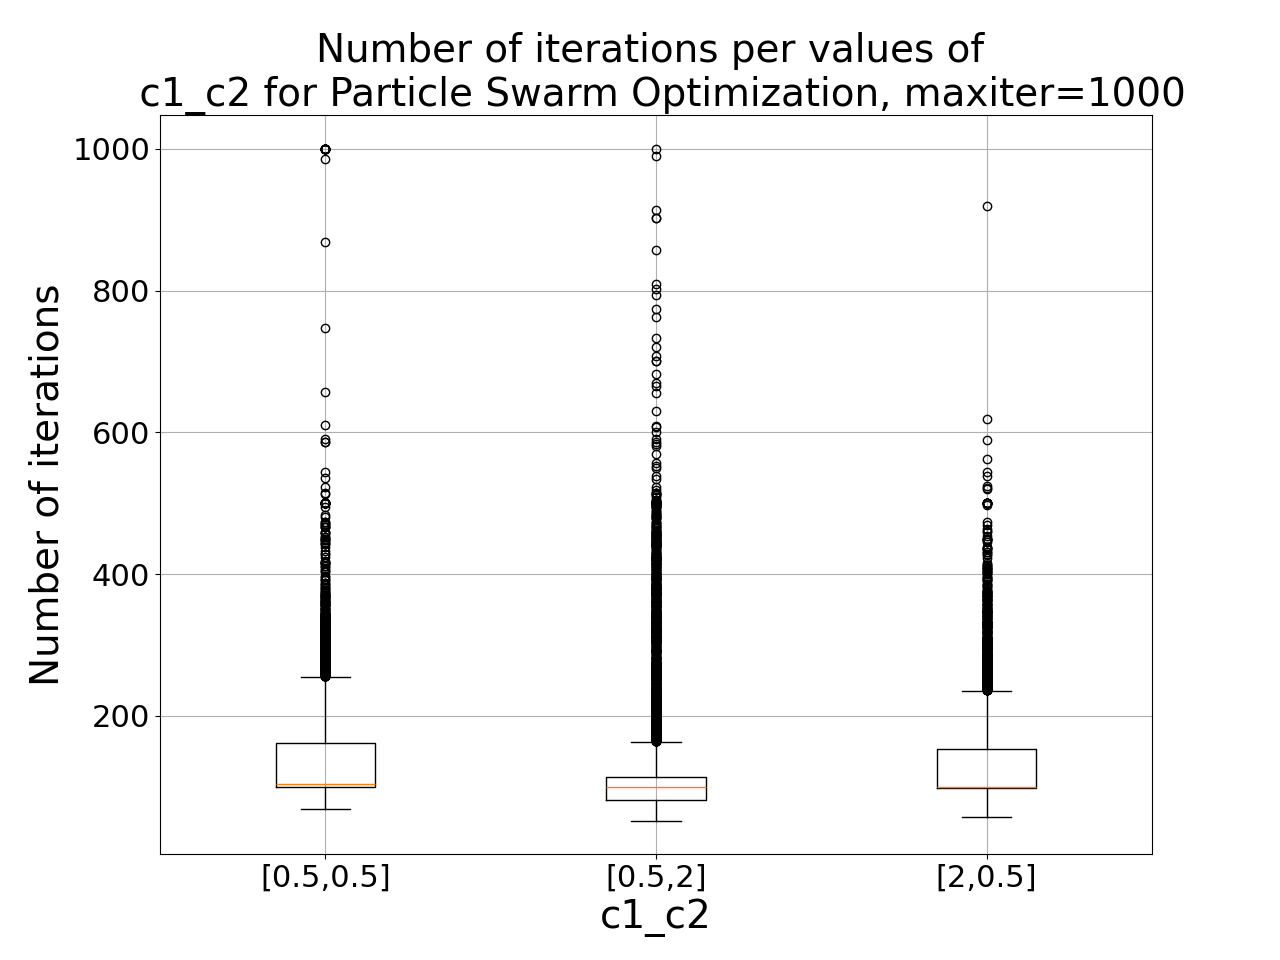 Number of iterations per values of
c1_c2 for Particle Swarm Optimization, maxiter=1000
1000
800
600
400
200
Number of iterations
[0.5,0.5]
[0.5,2]
[2,0.5]
c1_c2